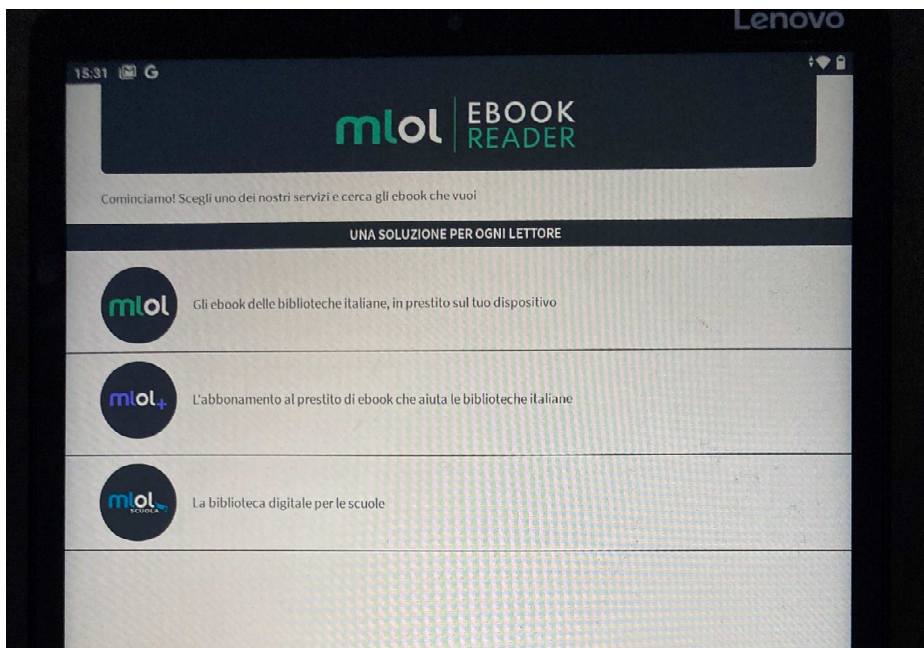 Lenovo
15:31 G
mlol EBOOK READER
Cominciamo! Scegli uno dei nostri servizi e cerca gli ebook che vuoi
UNA SOLUZIONE PER OGNI LETTORE
mlol Gli ebook delle biblioteche italiane, in prestito sul tuo dispositivo
mlol+ L'abbonamento al prestito di ebook che aiuta le biblioteche italiane
mlol SCUOLA La biblioteca digitale per le scuole